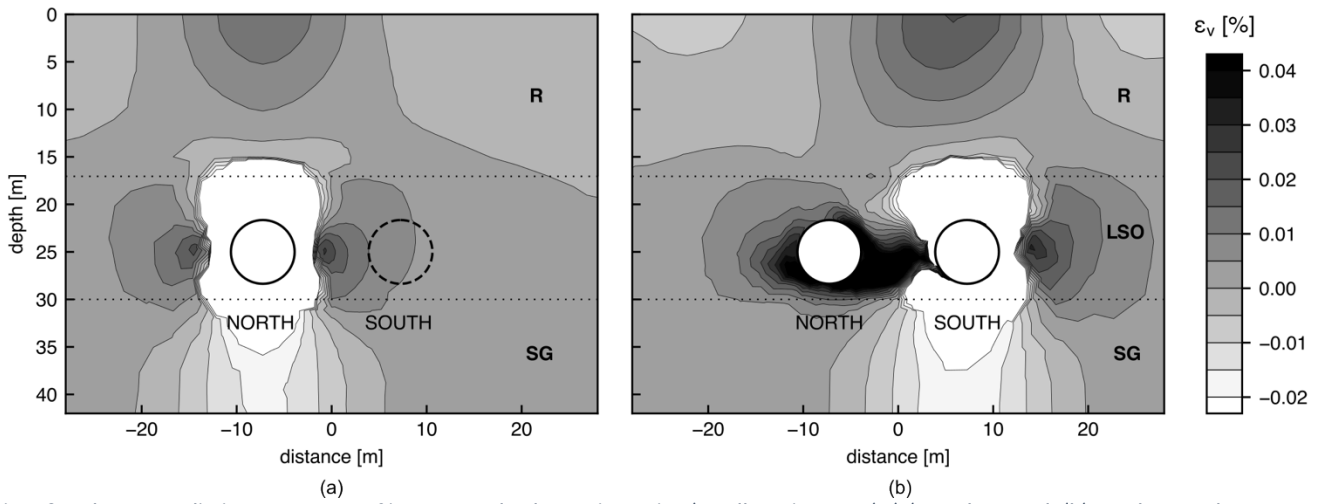 0
5
10
15
20
25
30
35
40
depth [m]
R
SG
NORTH
SOUTH
−20
−10
0
10
20
distance [m]
(a)
R
LSO
SG
NORTH
SOUTH
−20
−10
0
10
20
distance [m]
(b)
εv [%]
0.04
0.03
0.02
0.01
0.00
−0.01
−0.02